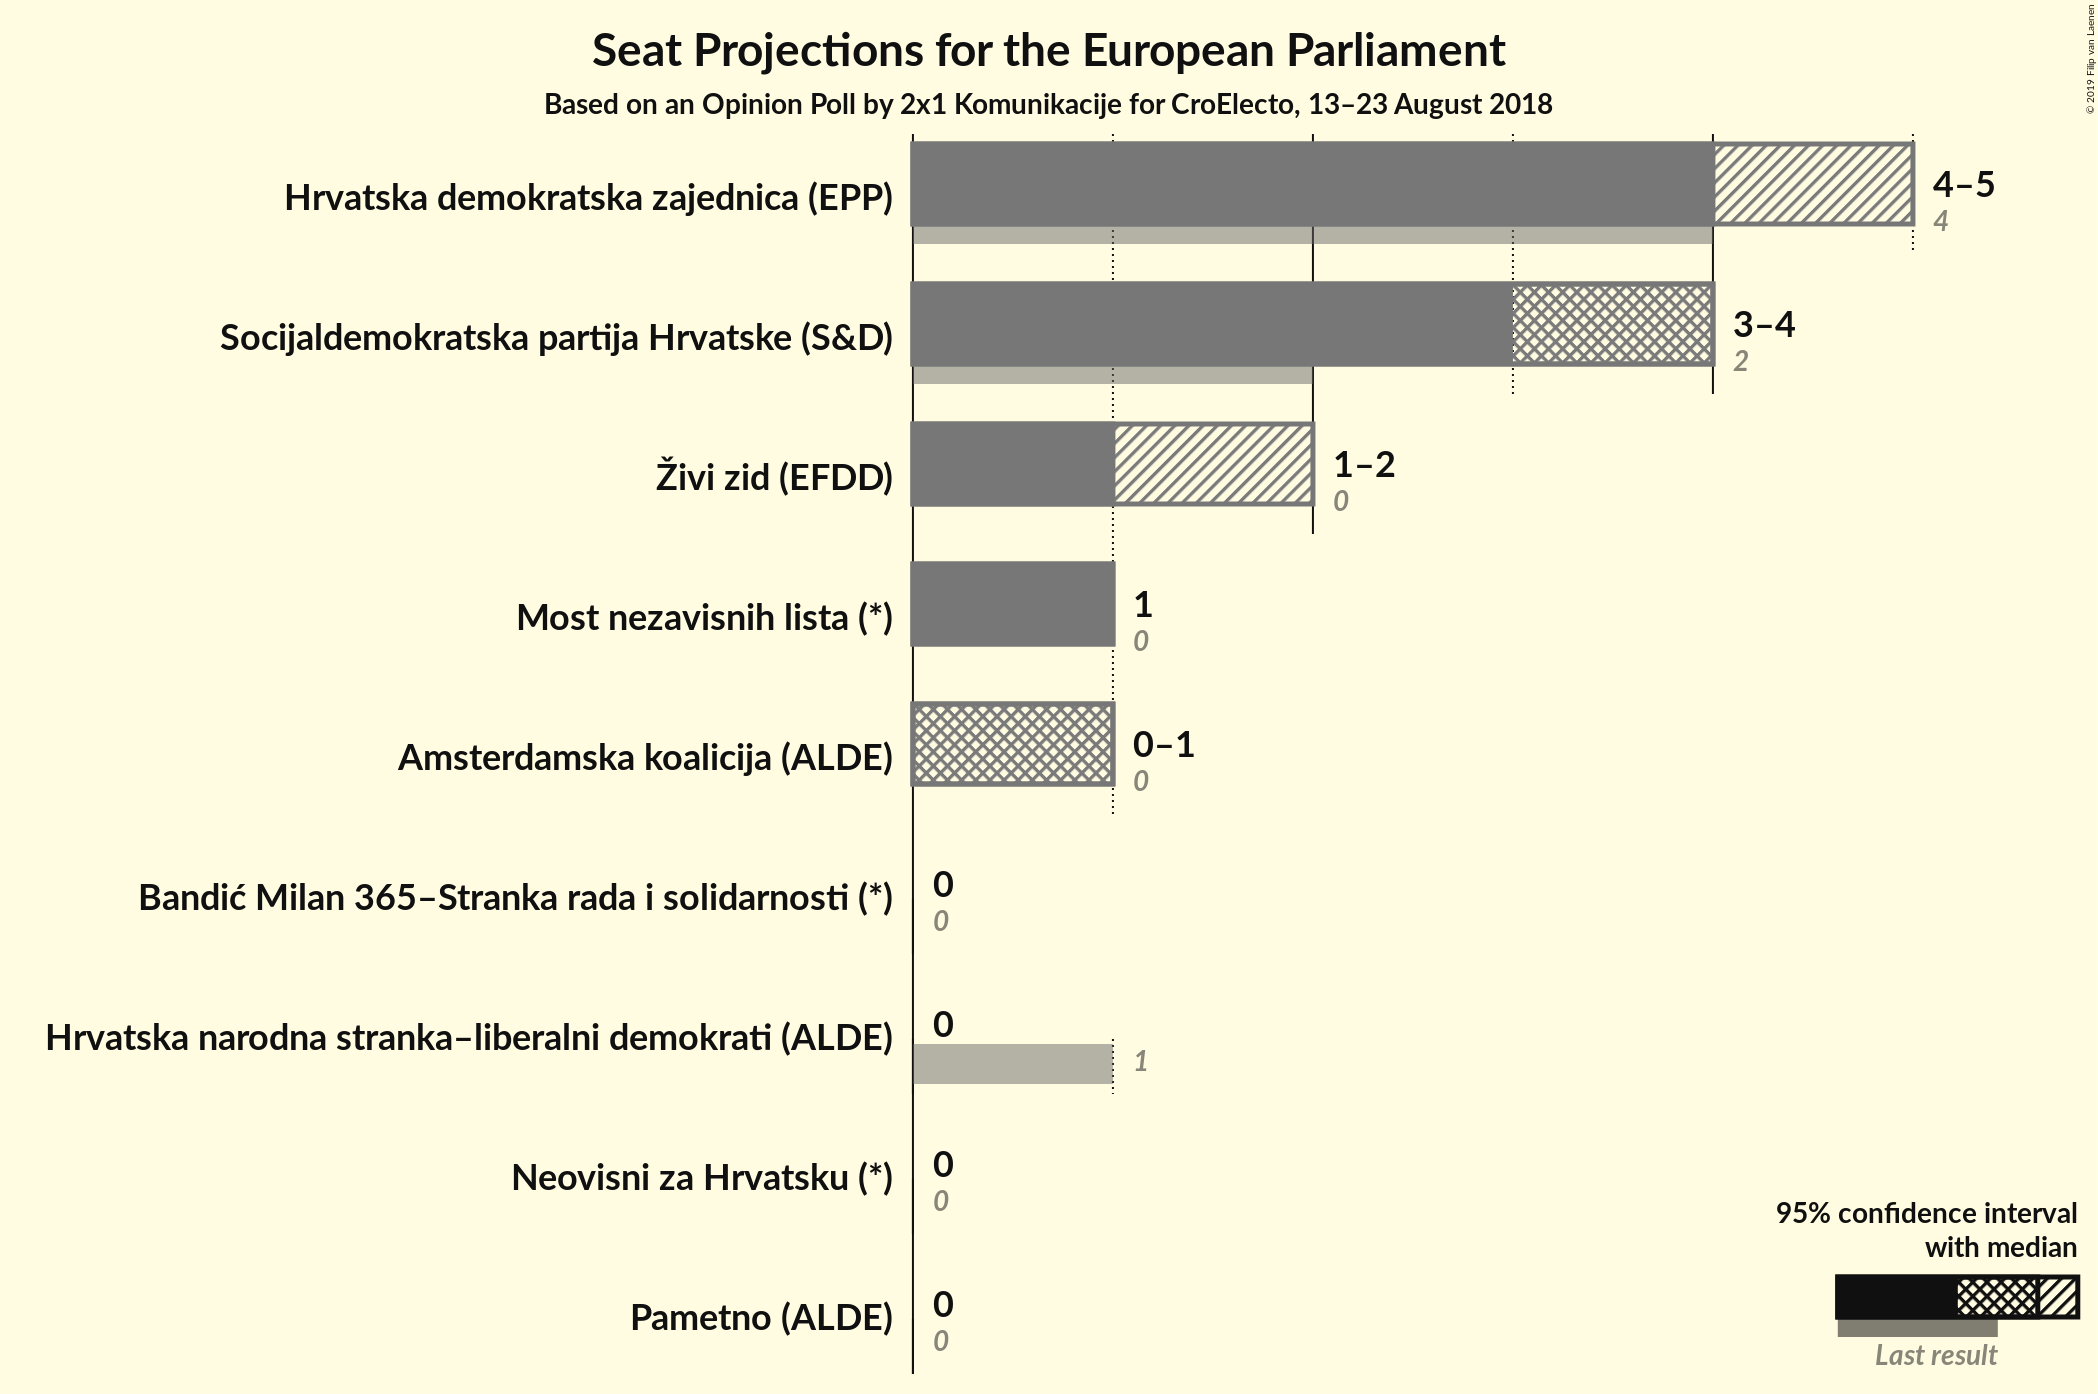 Seat Projections for the European Parliament
Based on an Opinion Poll by 2x1 Komunikacije for CroElecto, 13–23 August 2018
© 2019 Filip van Laenen
Hrvatska demokratska zajednica (EPP)
4–5
4
Socijaldemokratska partija Hrvatske (S&D)
3–4
2
Živi zid (EFDD)
1–2
0
Most nezavisnih lista (*)
1
0
Amsterdamska koalicija (ALDE)
0–1
0
Bandić Milan 365–Stranka rada i solidarnosti (*)
0
0
Hrvatska narodna stranka–liberalni demokrati (ALDE)
0
1
Neovisni za Hrvatsku (*)
0
0
Pametno (ALDE)
0
0
95% confidence interval
with median
Last result